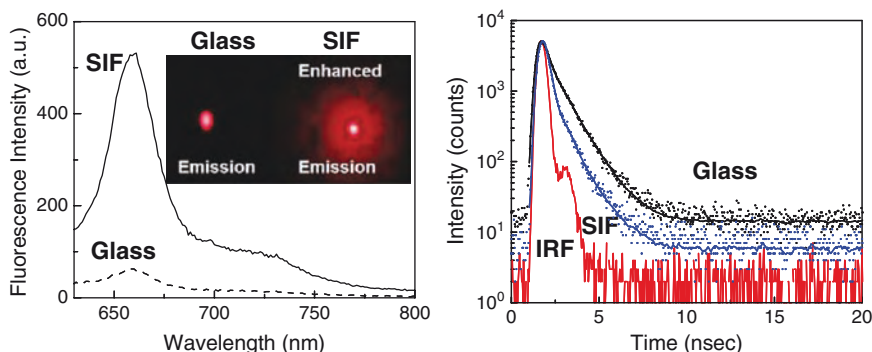 Fluorescence Intensity (a.u.)
600
400
200
0
650
700
750
800
Wavelength (nm)
SIF
Glass
Glass SIF
Enhanced
Emission Emission
Intensity (counts)
10⁴
10³
10²
10¹
10⁰
0
5
10
15
20
Time (nsec)
Glass
SIF
IRF